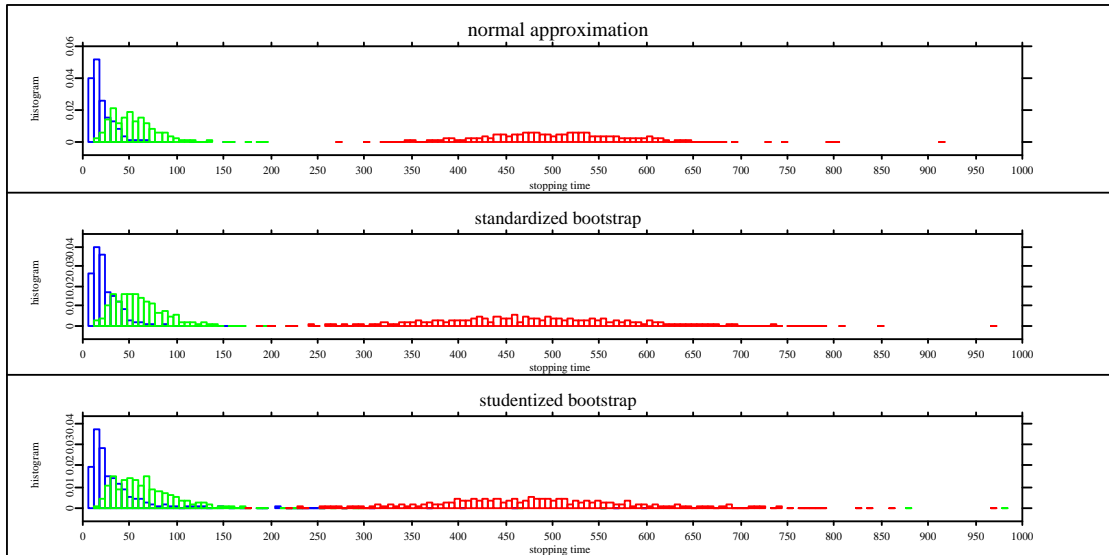 normal approximation
histogram
0 0.02 0.04 0.06
0 50 100 150 200 250 300 350 400 450 500 550 600 650 700 750 800 850 900 950 1000
stopping time
standardized bootstrap
histogram
0 0.01 0.02 0.03 0.04
0 50 100 150 200 250 300 350 400 450 500 550 600 650 700 750 800 850 900 950 1000
stopping time
studentized bootstrap
histogram
0 0.01 0.02 0.03 0.04
0 50 100 150 200 250 300 350 400 450 500 550 600 650 700 750 800 850 900 950 1000
stopping time